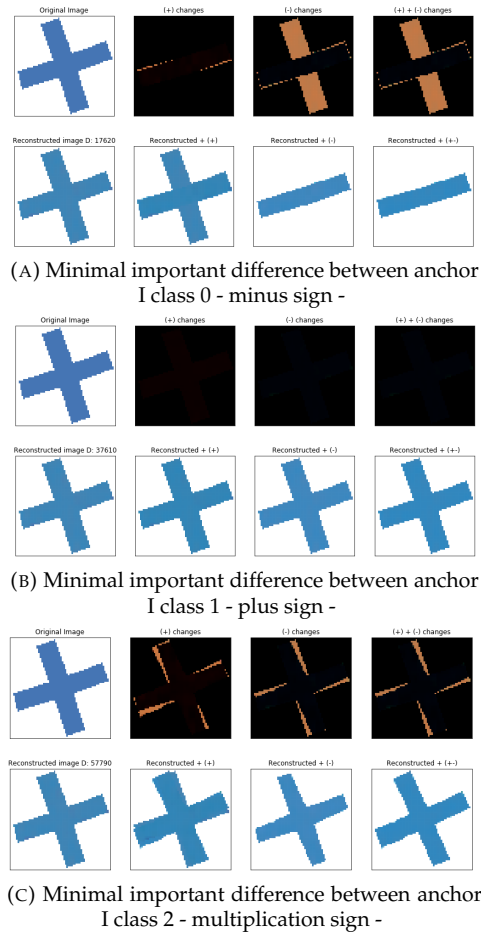 Original Image (+) changes (-) changes (+) + (-) changes
Reconstructed image D: 17620 Reconstructed + (+) Reconstructed + (-) Reconstructed + (+-)
(A) Minimal important difference between anchor
I class 0 - minus sign -
Original Image (+) changes (-) changes (+) + (-) changes
Reconstructed image D: 37610 Reconstructed + (+) Reconstructed + (-) Reconstructed + (+-)
(B) Minimal important difference between anchor
I class 1 - plus sign -
Original Image (+) changes (-) changes (+) + (-) changes
Reconstructed image D: 57790 Reconstructed + (+) Reconstructed + (-) Reconstructed + (+-)
(C) Minimal important difference between anchor
I class 2 - multiplication sign -